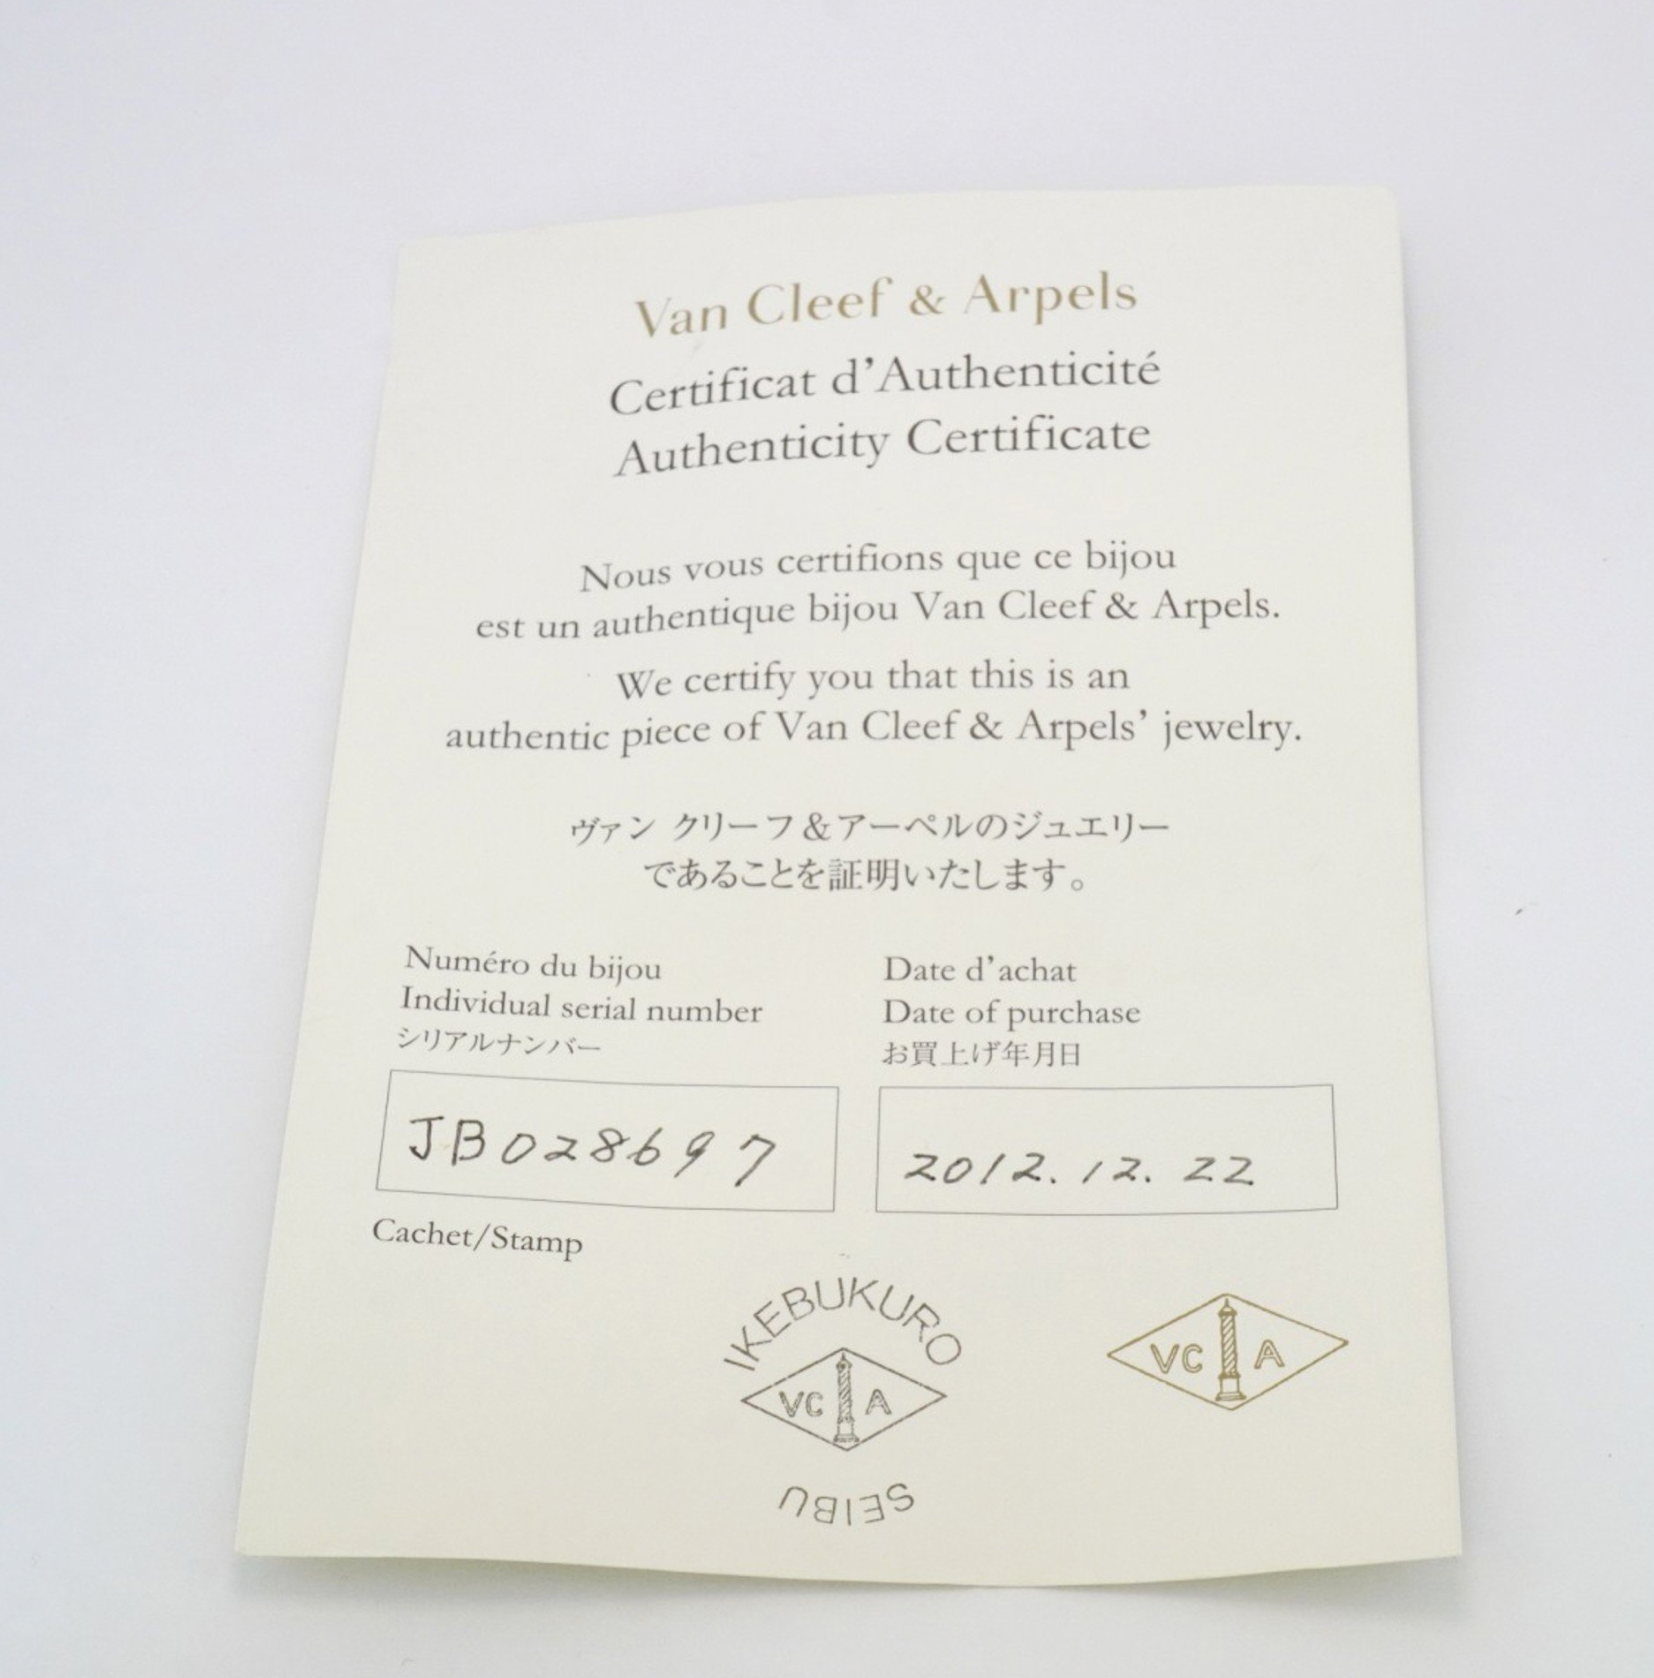 Van Cleef & Arpels
Certificat d'Authenticité
Authenticity Certificate
Nous vous certifions que ce bijou
est un authentique bijou Van Cleef & Arpels.
We certify you that this is an
authentic piece of Van Cleef & Arpels' jewelry.
ヴァン クリーフ&アーペルのジュエリー
であることを証明いたします。
Numéro du bijou
Individual serial number
シリアルナンバー
JB028697
Date d'achat
Date of purchase
お買上げ年月日
2012.12.22
Cachet/Stamp
IKEBUKURO
VC A
SEIBU
VC A